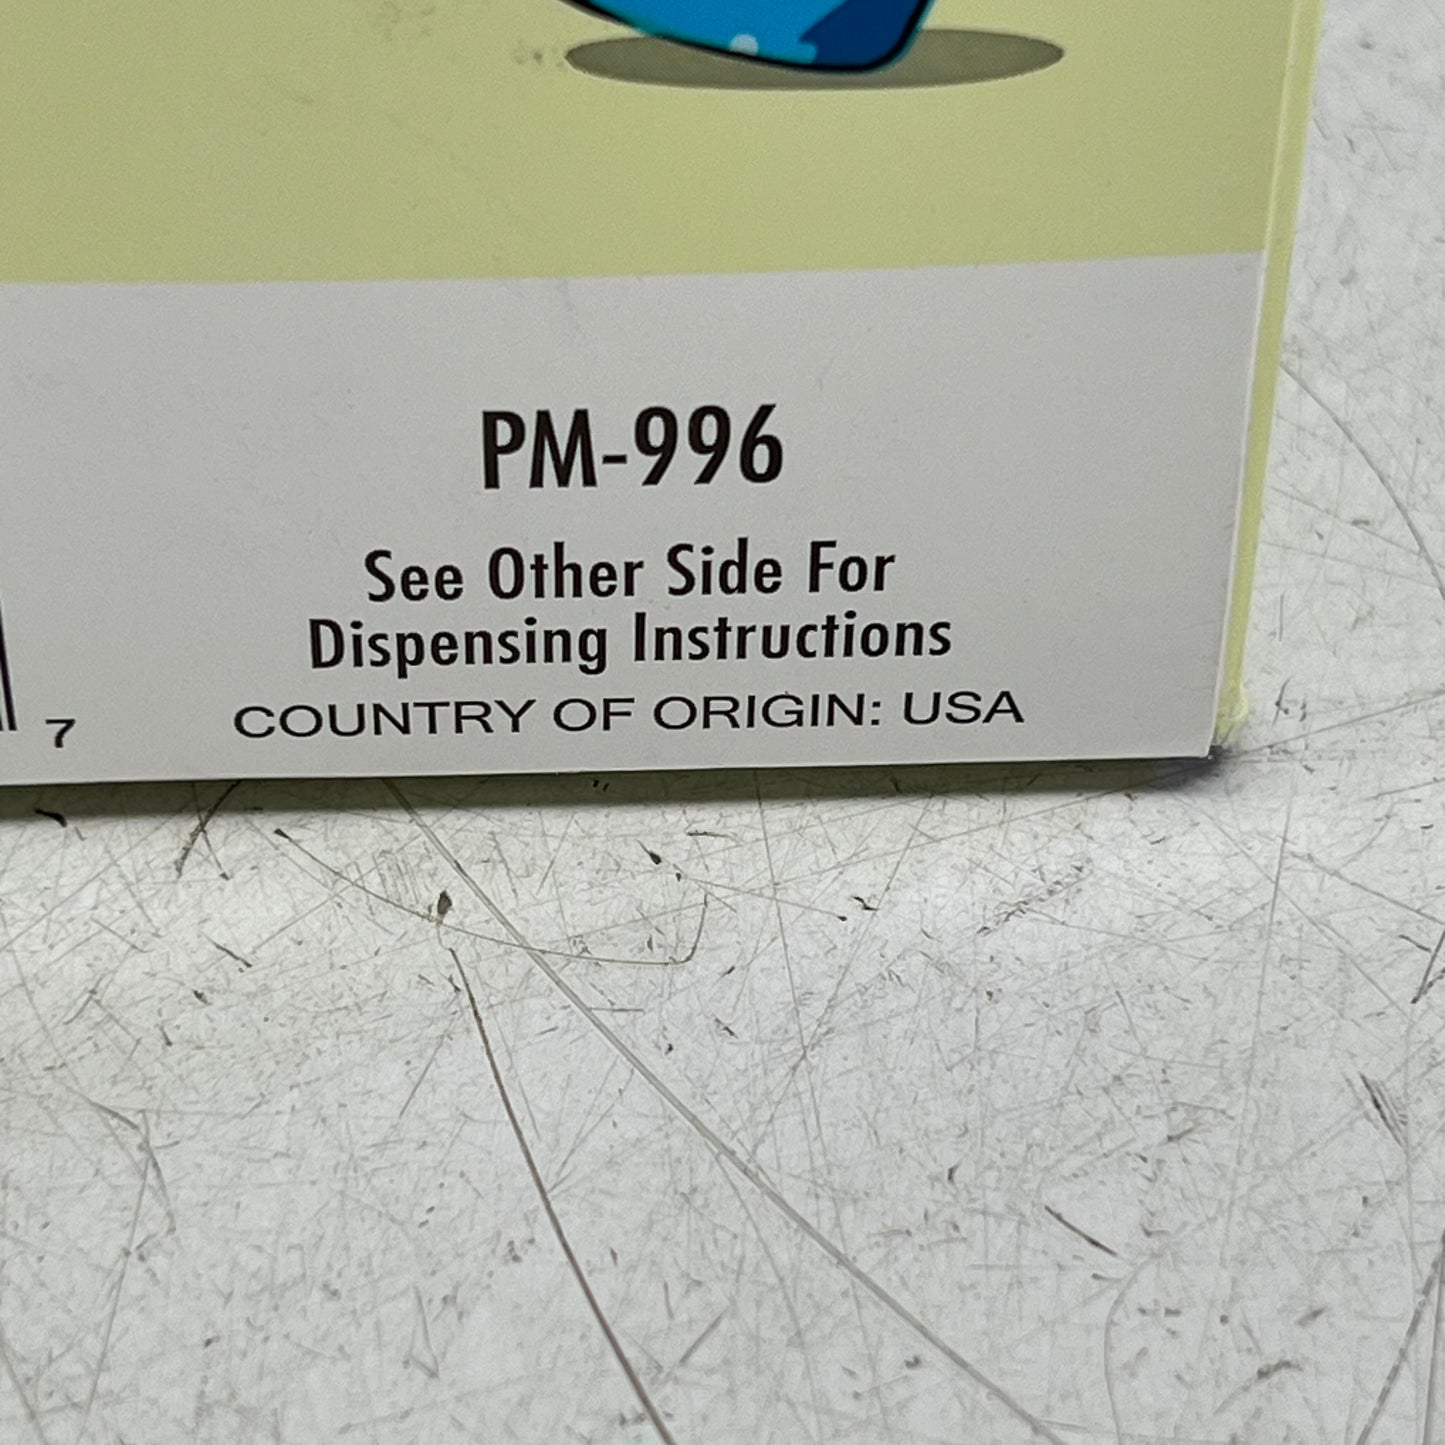 PM-996
See Other Side For
Dispensing Instructions
COUNTRY OF ORIGIN: USA
7